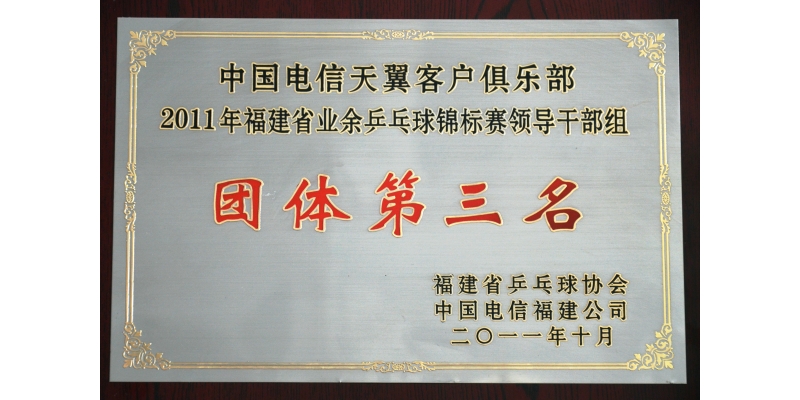 中国电信天翼客户俱乐部
2011年福建省业余乒乓球锦标赛领导干部组
团体第三名
福建省乒乓球协会
中国电信福建公司
二〇一一年十月